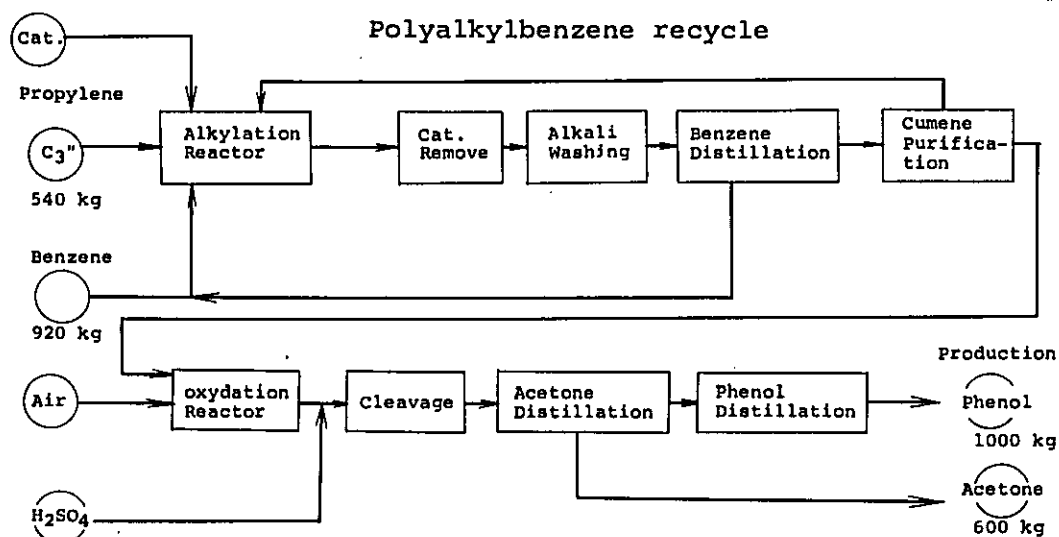 Polyalkylbenzene recycle
Cat.
Propylene
C3"
540 kg
Alkylation
Reactor
Cat.
Remove
Alkali
Washing
Benzene
Distillation
Cumene
Purifica-
tion
Benzene
920 kg
Air
oxydation
Reactor
Cleavage
Acetone
Distillation
Phenol
Distillation
Production
Phenol
1000 kg
Acetone
600 kg
H2SO4